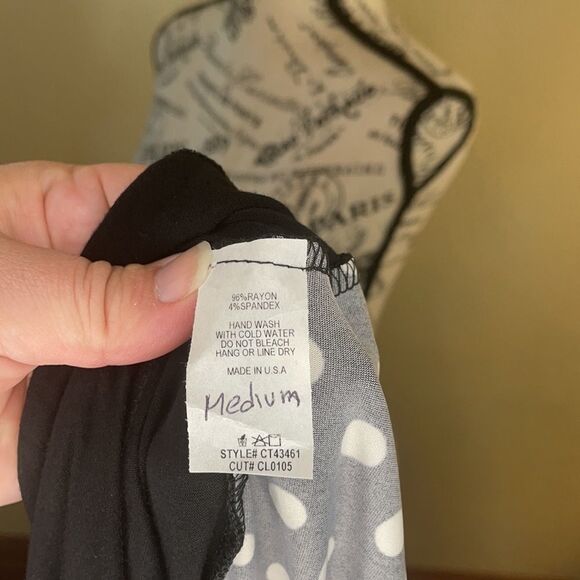 PARIS
96%RAYON
4%SPANDEX
HAND WASH
WITH COLD WATER
DO NOT BLEACH
HANG OR LINE DRY
MADE IN U.S.A
Medium
STYLE# CT43461
CUT# CL0105